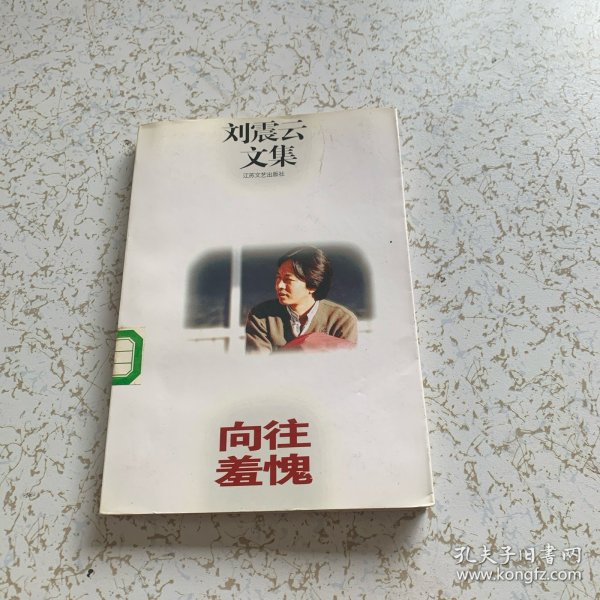 刘震云
文集
江苏文艺出版社
向往
羞愧
孔夫子旧书网
www.kongfz.com